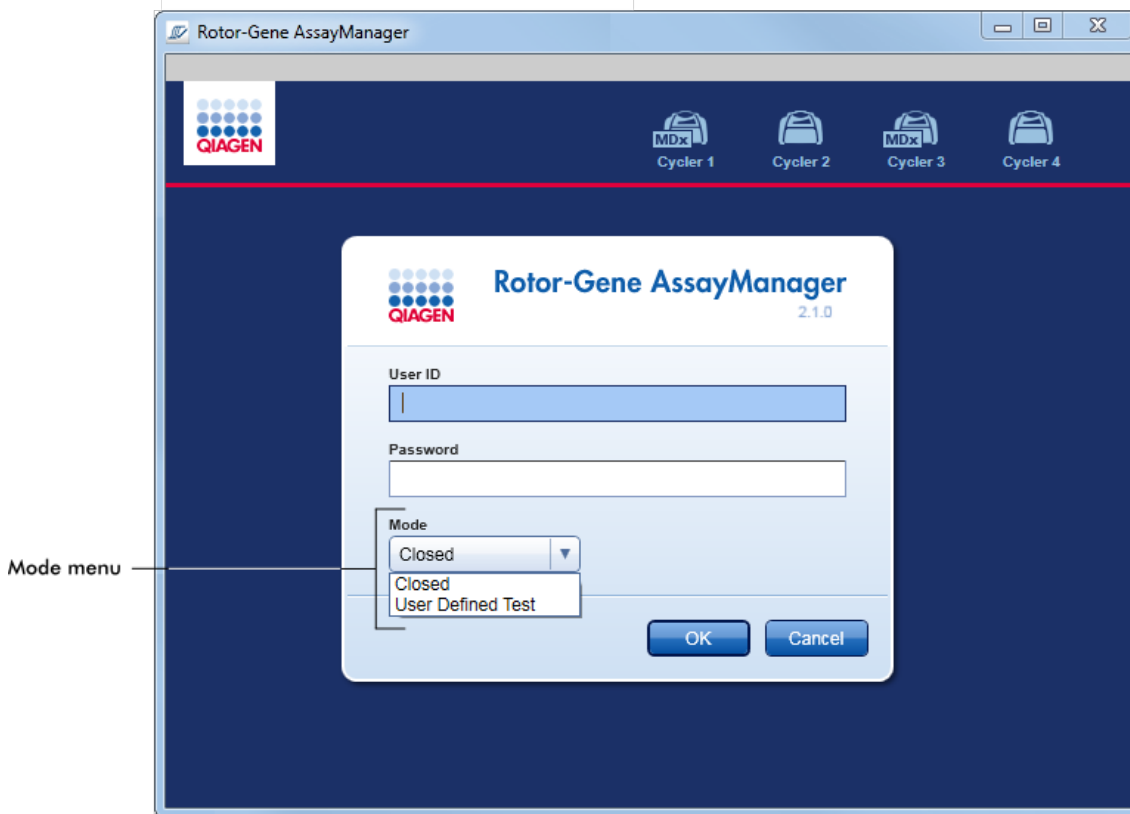 Rotor-Gene AssayManager
QIAGEN
MDx
MDx
Cycler 1
Cycler 2
Cycler 3
Cycler 4
QIAGEN
Rotor-Gene AssayManager
2.1.0
User ID
Password
Mode
Closed
Mode menu
Closed
User Defined Test
OK
Cancel